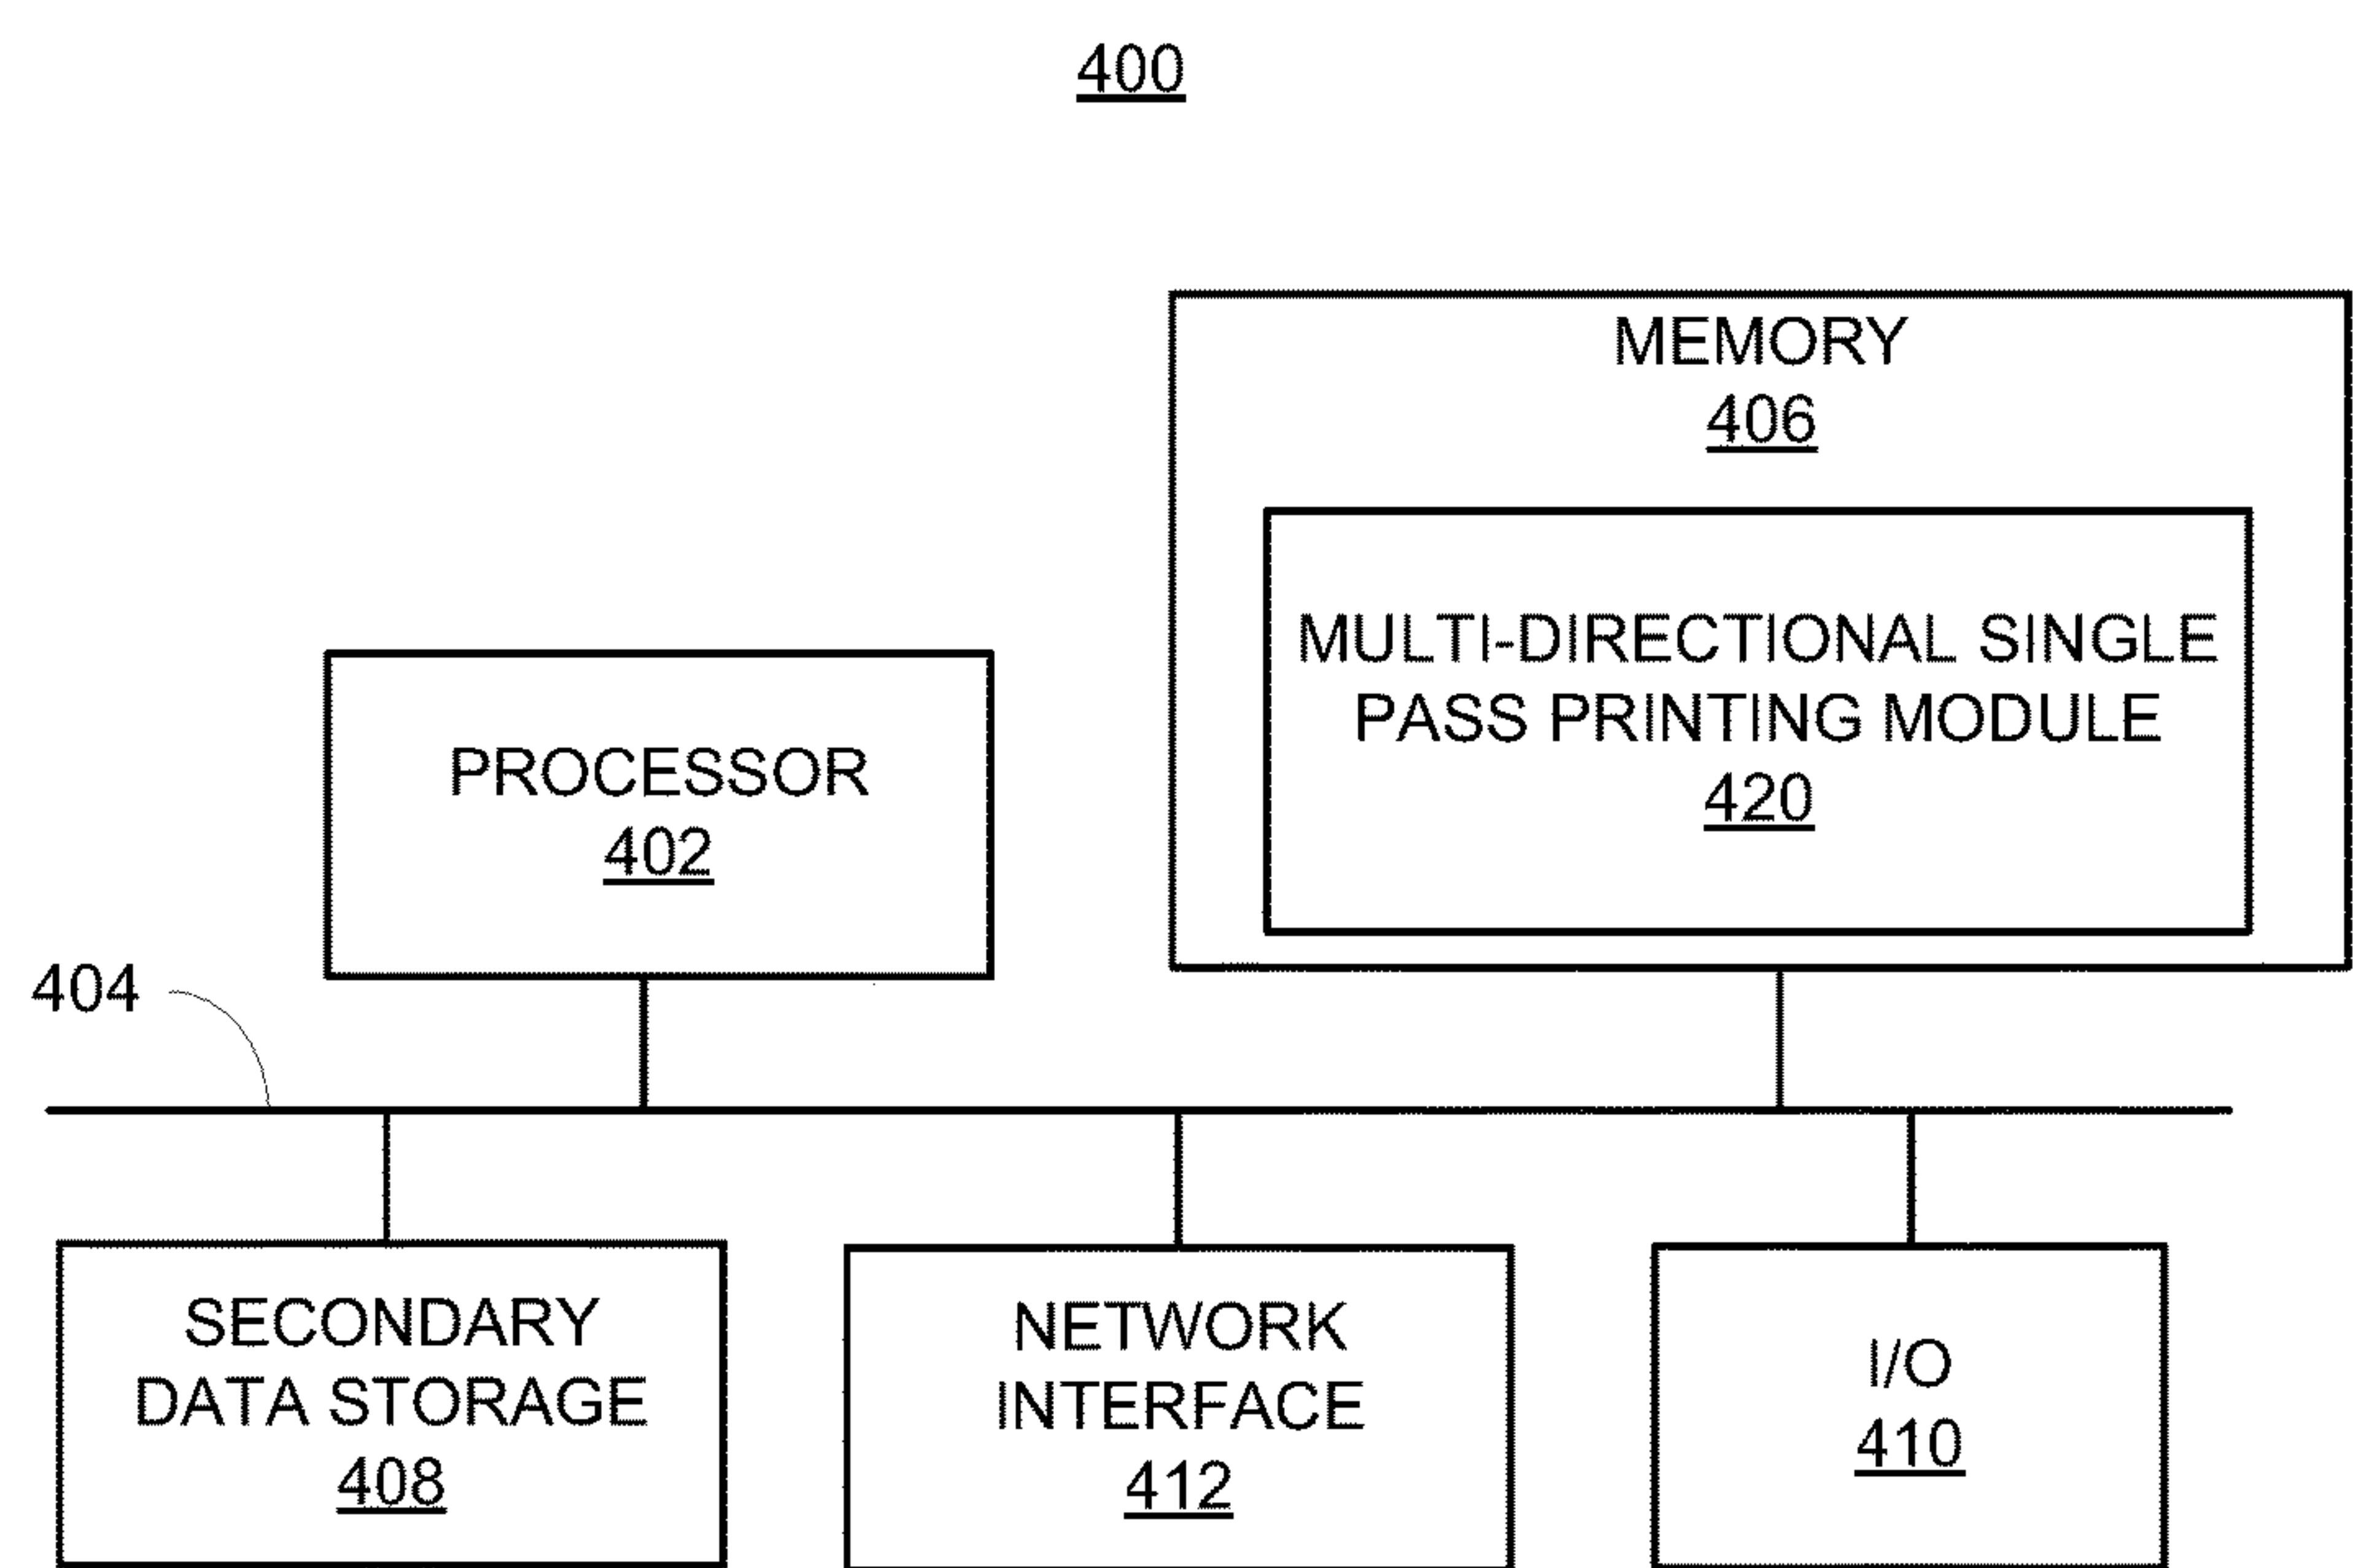 400
MEMORY
406
MULTI-DIRECTIONAL SINGLE
PASS PRINTING MODULE
420
PROCESSOR
402
404
SECONDARY
DATA STORAGE
408
NETWORK
INTERFACE
412
I/O
410